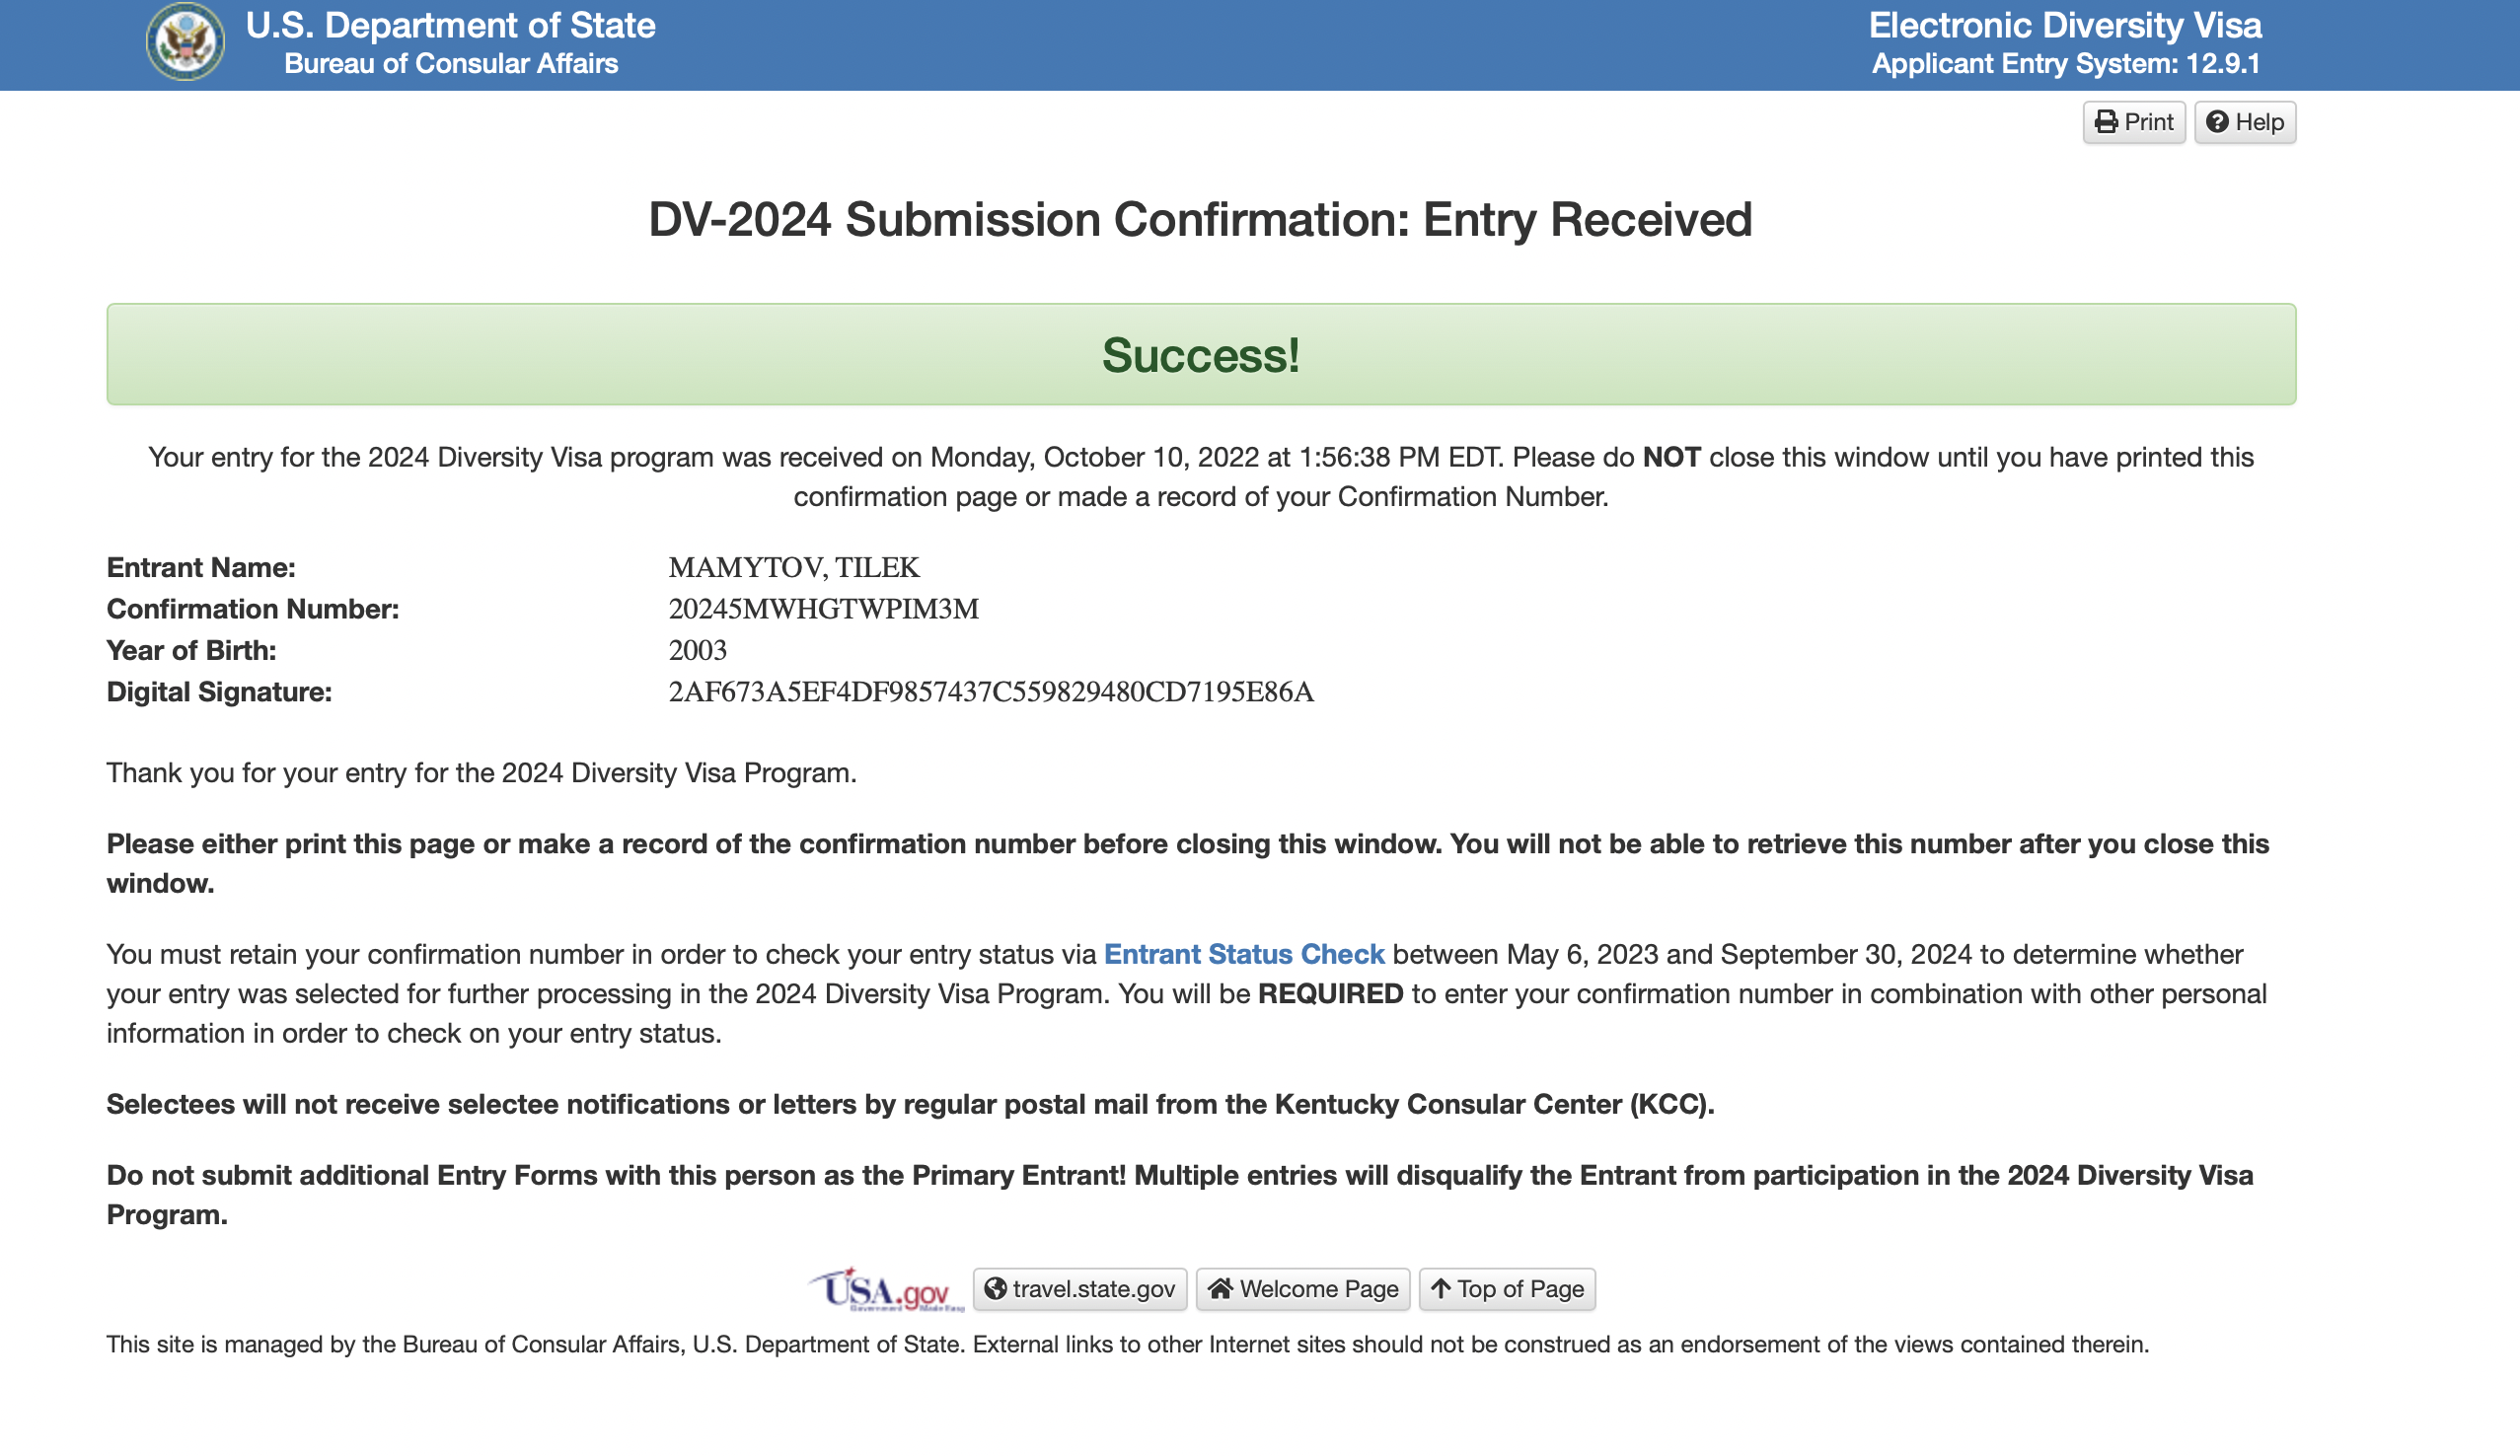 U.S. Department of State
Bureau of Consular Affairs
Electronic Diversity Visa
Applicant Entry System: 12.9.1
Print
Help
DV-2024 Submission Confirmation: Entry Received
Success!
Your entry for the 2024 Diversity Visa program was received on Monday, October 10, 2022 at 1:56:38 PM EDT. Please do NOT close this window until you have printed this
confirmation page or made a record of your Confirmation Number.
Entrant Name: MAMYTOV, TILEK
Confirmation Number: 20245MWHGTWPIM3M
Year of Birth: 2003
Digital Signature: 2AF673A5EF4DF9857437C559829480CD7195E86A
Thank you for your entry for the 2024 Diversity Visa Program.
Please either print this page or make a record of the confirmation number before closing this window. You will not be able to retrieve this number after you close this
window.
You must retain your confirmation number in order to check your entry status via Entrant Status Check between May 6, 2023 and September 30, 2024 to determine whether
your entry was selected for further processing in the 2024 Diversity Visa Program. You will be REQUIRED to enter your confirmation number in combination with other personal
information in order to check on your entry status.
Selectees will not receive selectee notifications or letters by regular postal mail from the Kentucky Consular Center (KCC).
Do not submit additional Entry Forms with this person as the Primary Entrant! Multiple entries will disqualify the Entrant from participation in the 2024 Diversity Visa
Program.
USA.gov
Government Made Easy
travel.state.gov
Welcome Page
Top of Page
This site is managed by the Bureau of Consular Affairs, U.S. Department of State. External links to other Internet sites should not be construed as an endorsement of the views contained therein.